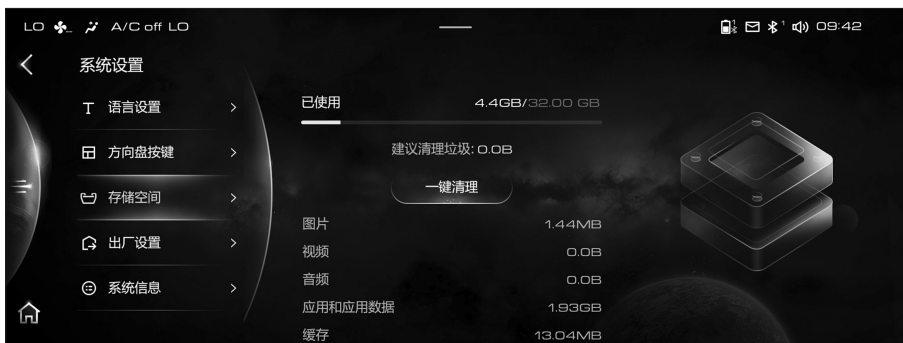 LO A/C off LO 1 1 09:42
系统设置
T 语言设置 >
方向盘按键 >
存储空间 >
出厂设置 >
系统信息 >
已使用 4.4GB/32.00 GB
建议清理垃圾: 0.0B
一键清理
图片 1.44MB
视频 0.0B
音频 0.0B
应用和应用数据 1.93GB
缓存 13.04MB